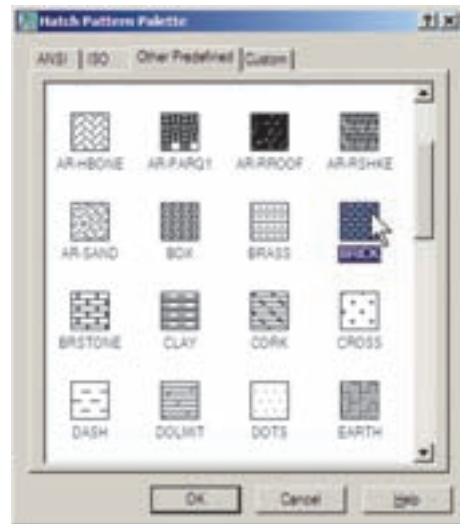 Hatch Pattern Palette
ANSI ISO Other Predefined Custom
AR-HBONE AR-PARQ1 AR-RROOF AR-RSHKE
AR-SAND BOX BRASS BRICK
BRSTONE CLAY CORK CROSS
DASH DOLMIT DOTS EARTH
OK Cancel Help